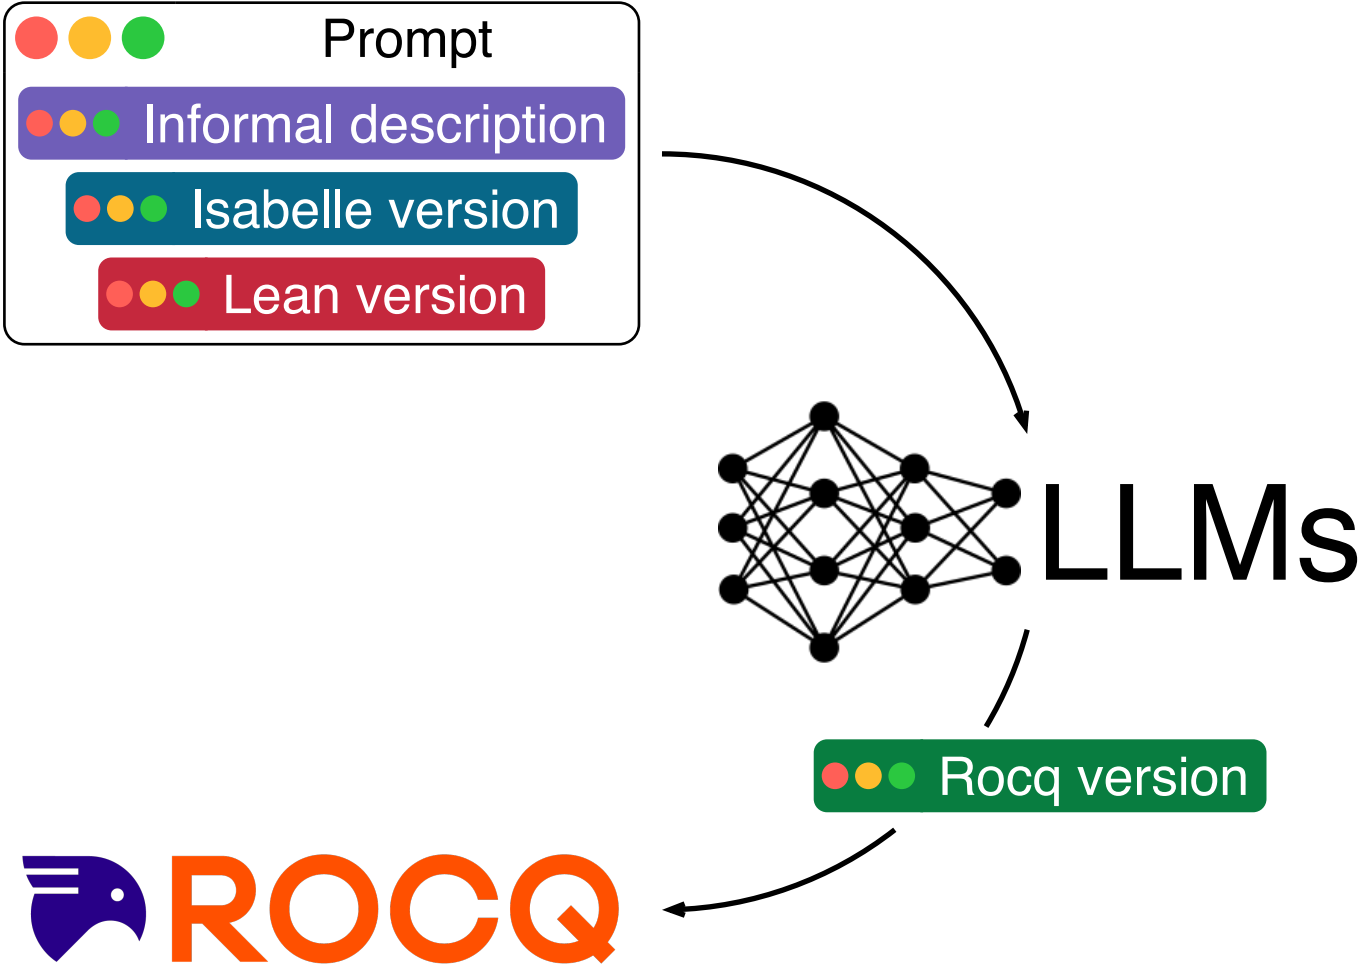 Prompt
Informal description
Isabelle version
Lean version
LLMs
Rocq version
ROCQ